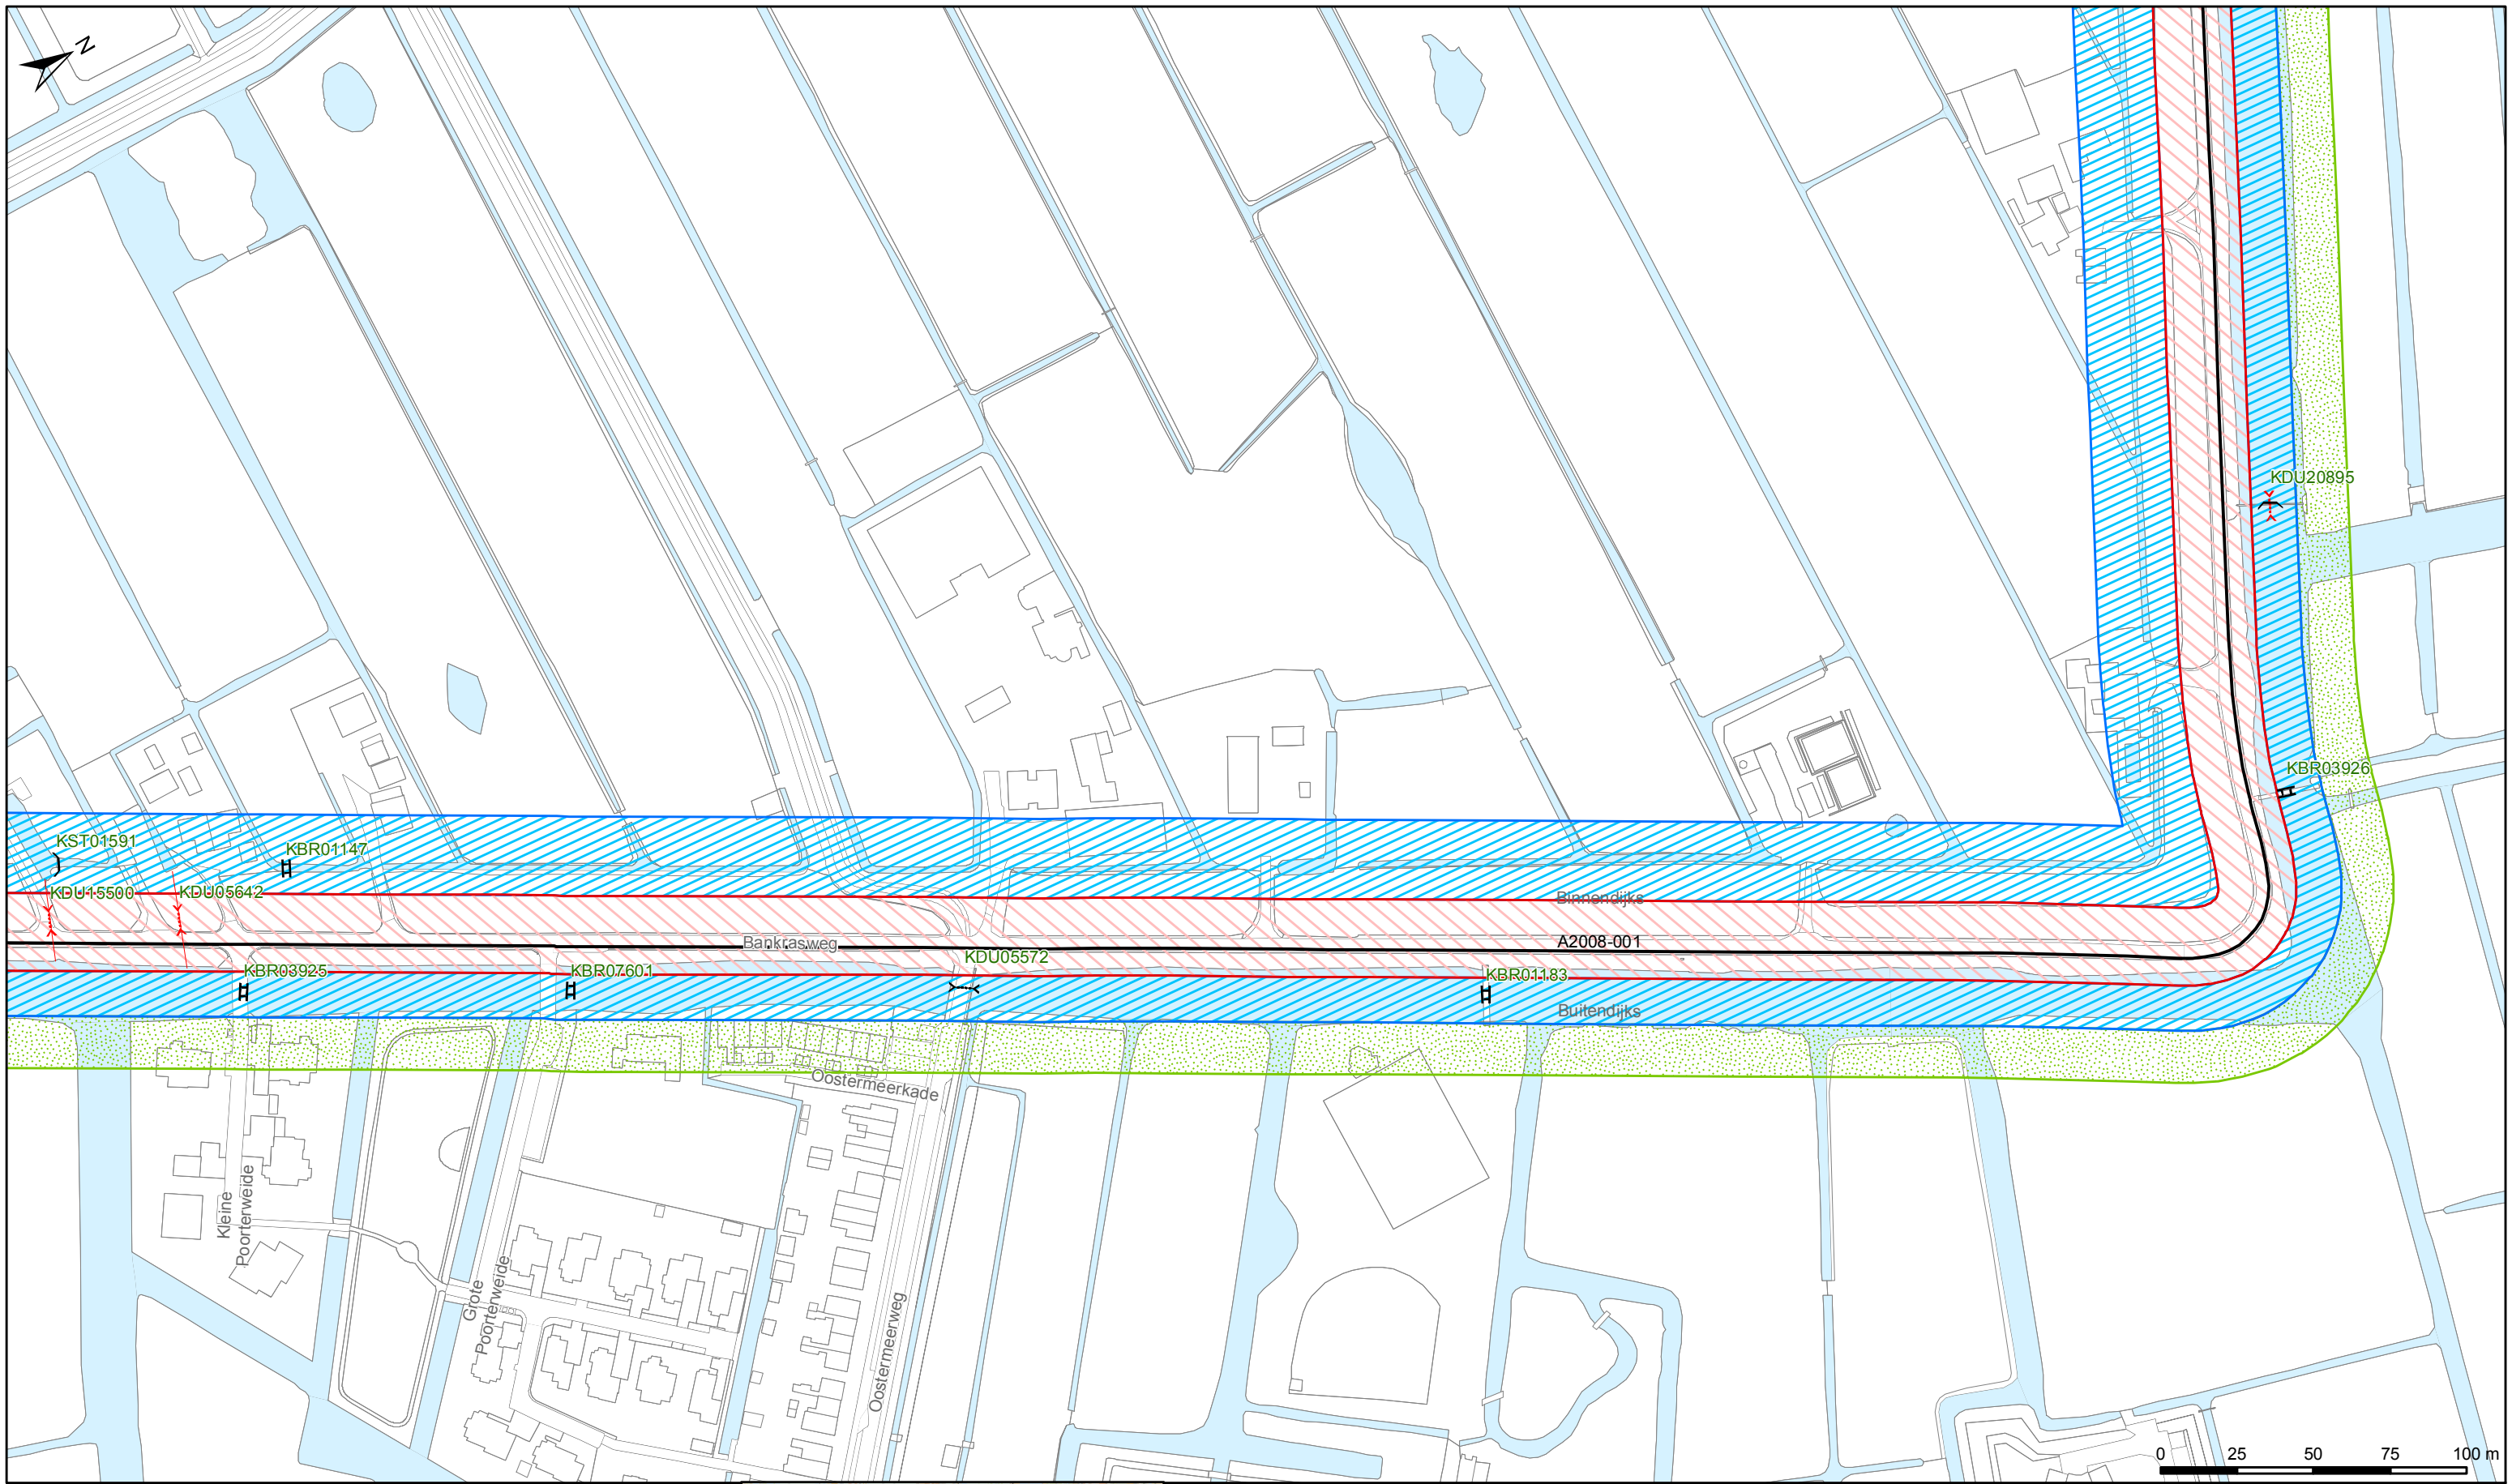 N
KDU20895
KBR03926
KST01591
KBR01147
KDU15500
KDU05642
Binnendijks
Bankrasweg
A2008-001
KDU05572
KBR03925
KBR07601
KBR01183
Buitendijks
Oostermeerkade
Kleine
Poorterweide
Grote
Poorterweide
Oostermeerweg
0 25 50 75 100 m